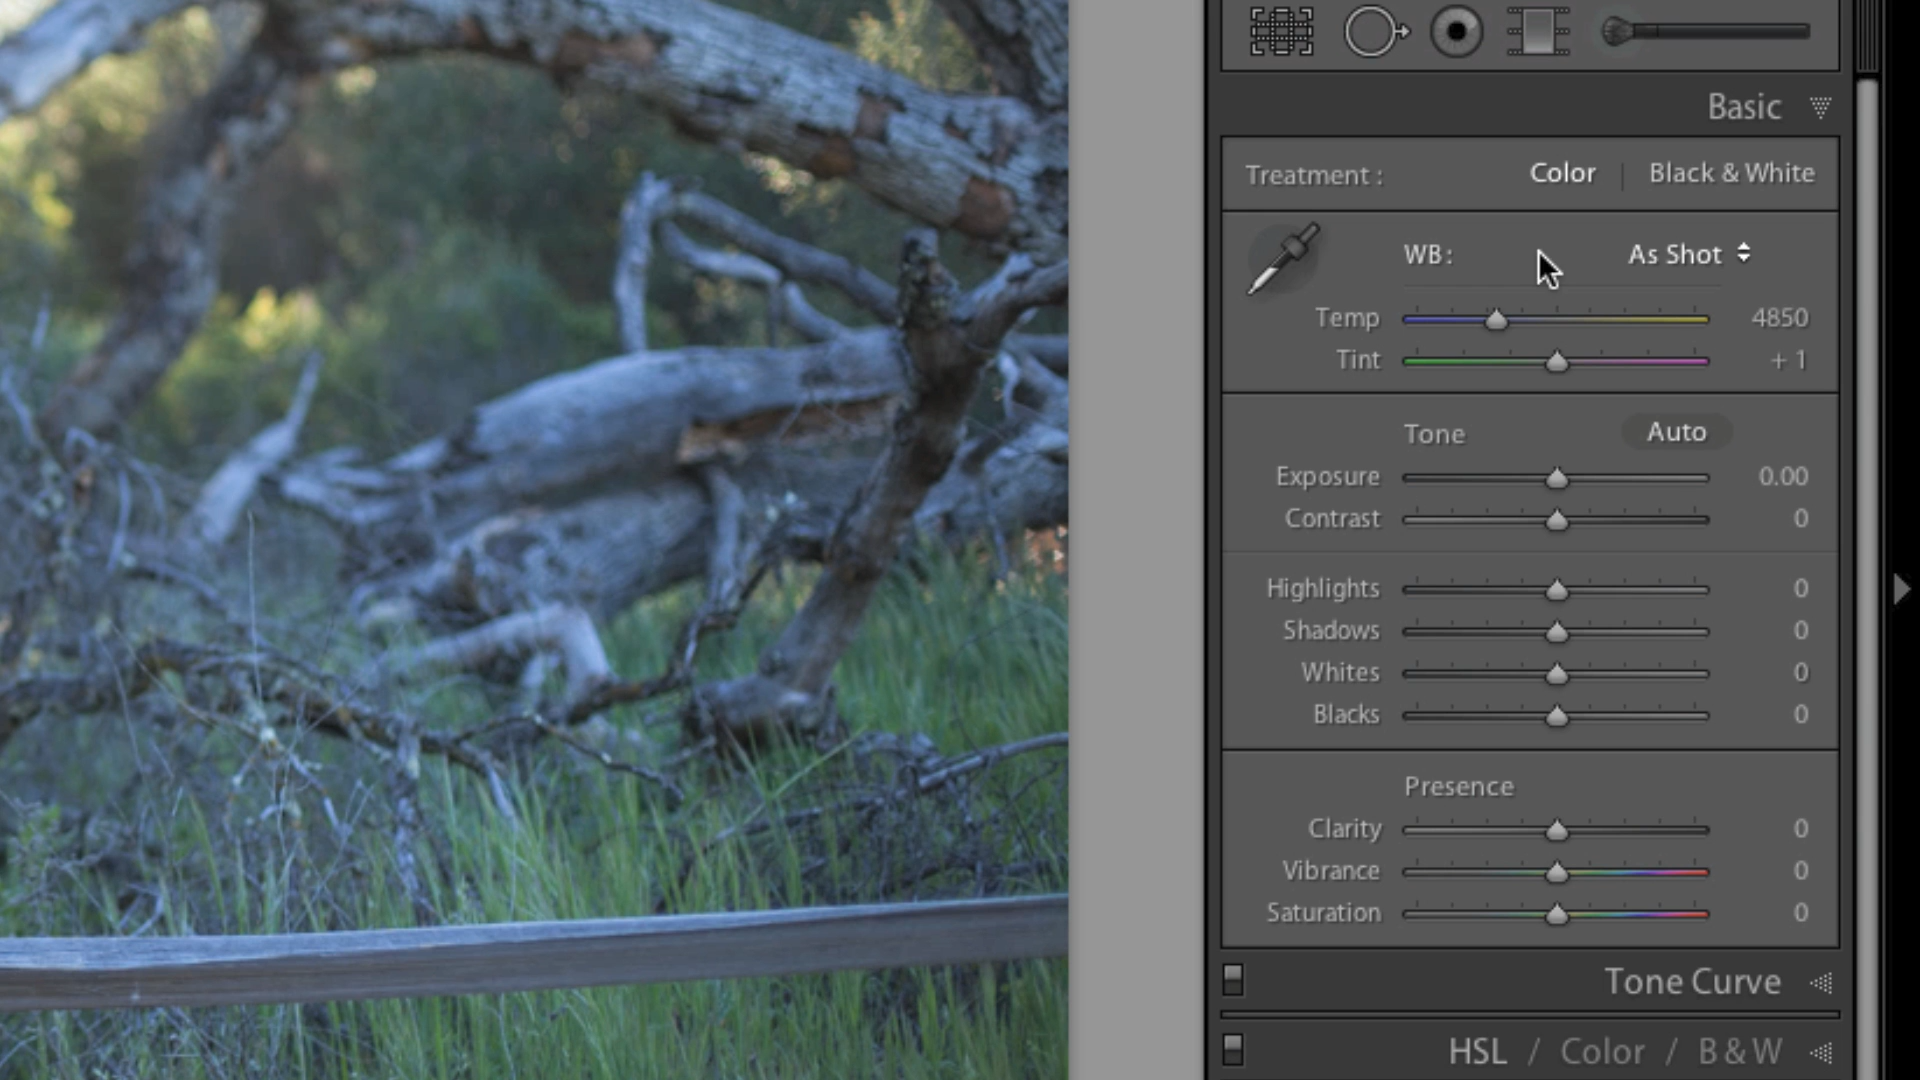 Basic
Treatment : Color | Black & White
WB: As Shot
Temp 4850
Tint + 1
Tone Auto
Exposure 0.00
Contrast 0
Highlights 0
Shadows 0
Whites 0
Blacks 0
Presence
Clarity 0
Vibrance 0
Saturation 0
Tone Curve
HSL / Color / B & W